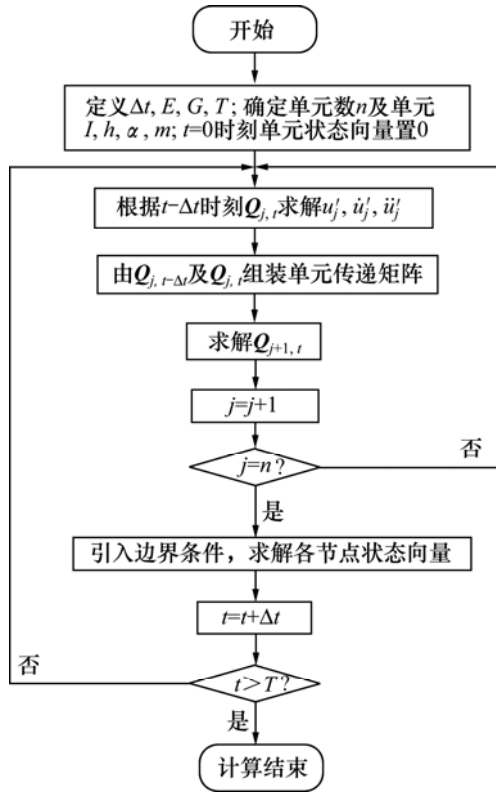 开始
定义Δt, E, G, T; 确定单元数n及单元
I, h, α, m; t=0时刻单元状态向量置0
根据t−Δt时刻Q_{j, t}求解u′_j, u̇′_j, ü′_j
由Q_{j, t−Δt}及Q_{j, t}组装单元传递矩阵
求解Q_{j+1, t}
j=j+1
j=n?
否
是
引入边界条件，求解各节点状态向量
t=t+Δt
否
t＞T?
是
计算结束